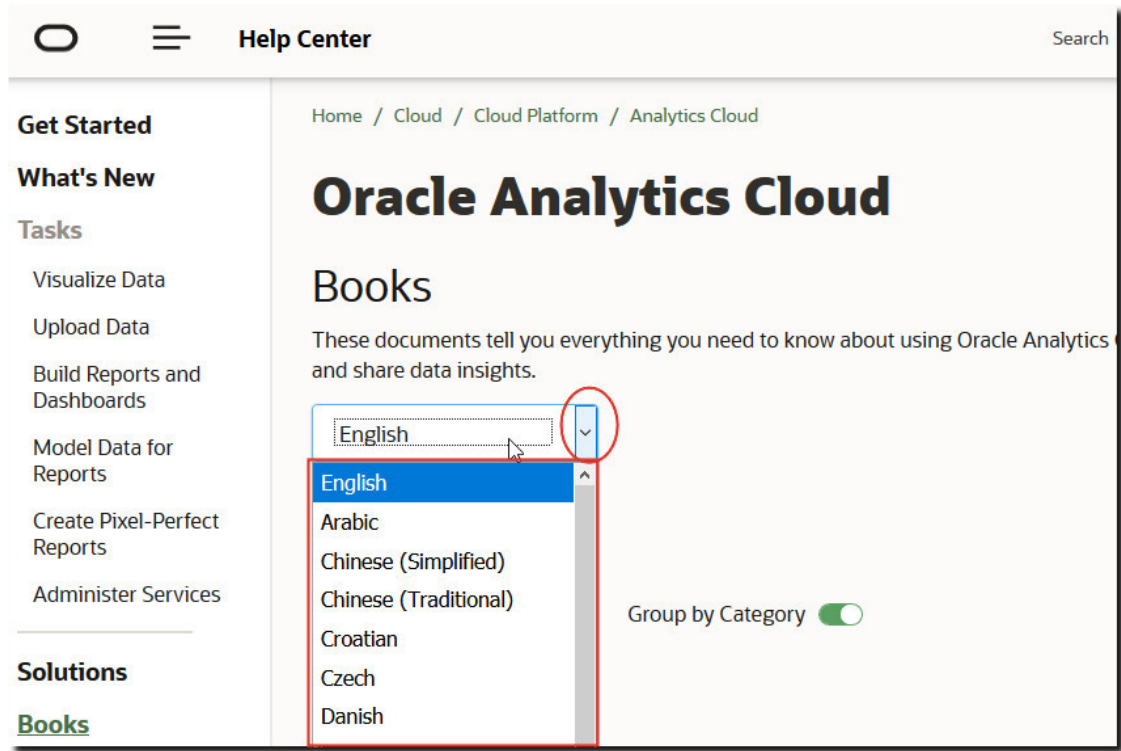 Help Center
Search
Get Started
What's New
Tasks
Visualize Data
Upload Data
Build Reports and
Dashboards
Model Data for
Reports
Create Pixel-Perfect
Reports
Administer Services
Solutions
Books
Home / Cloud / Cloud Platform / Analytics Cloud
Oracle Analytics Cloud
Books
These documents tell you everything you need to know about using Oracle Analytics
and share data insights.
English
English
Arabic
Chinese (Simplified)
Chinese (Traditional)
Croatian
Czech
Danish
Group by Category